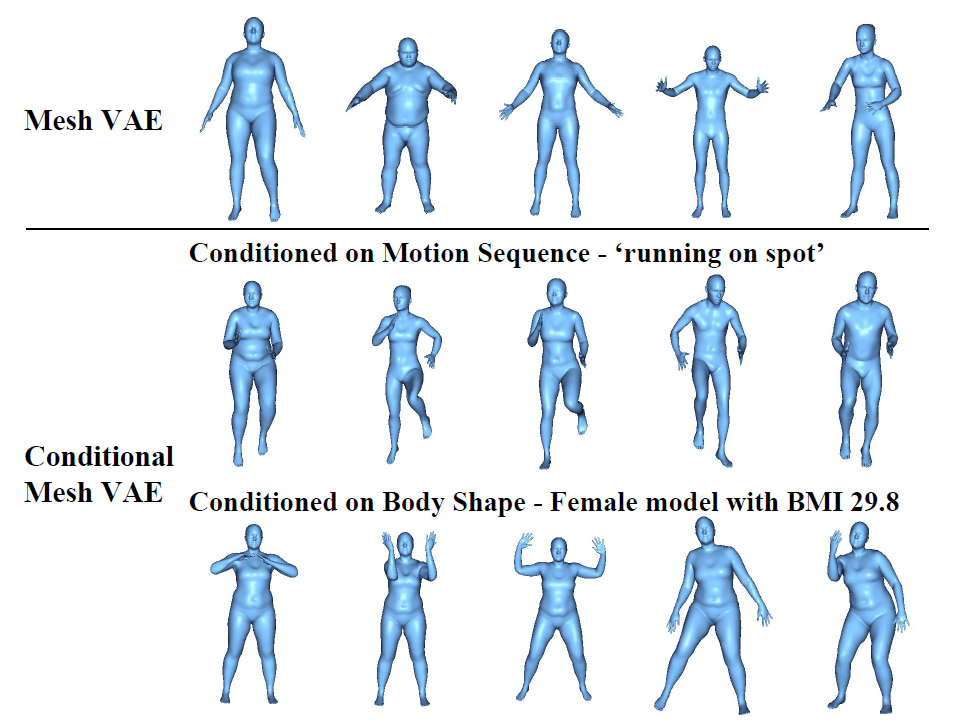 Mesh VAE
Conditioned on Motion Sequence - ‘running on spot’
Conditional
Mesh VAE
Conditioned on Body Shape - Female model with BMI 29.8